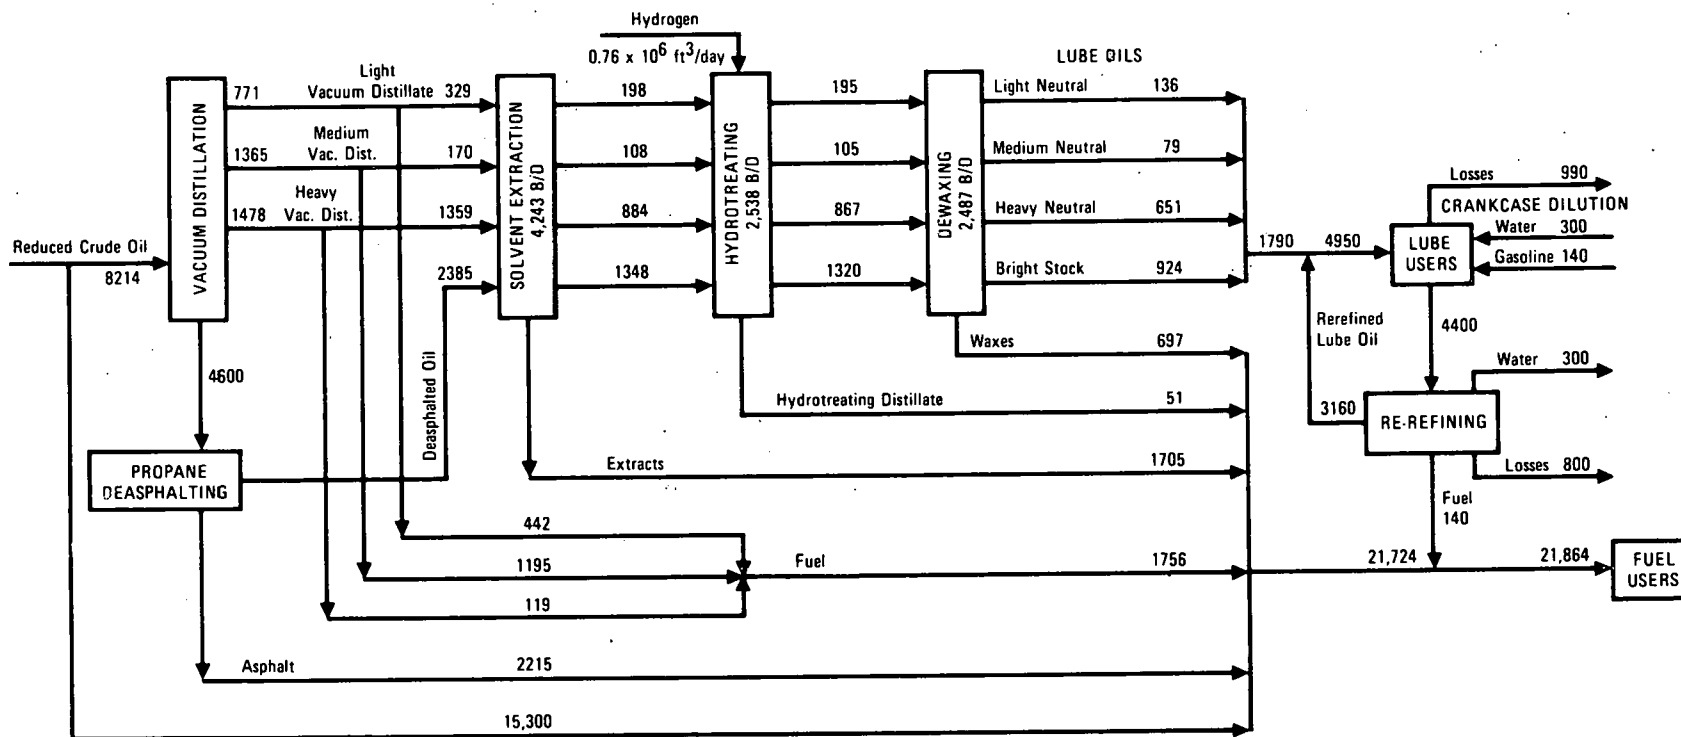 Hydrogen
0.76 x 10⁶ ft³/day
LUBE OILS
Light
Vacuum Distillate
771
329
198
195
Light Neutral
136
Medium
Vac. Dist.
1365
170
108
105
Medium Neutral
79
Heavy
Vac. Dist.
1478
1359
884
867
Heavy Neutral
651
Reduced Crude Oil
8214
2385
1348
1320
Bright Stock
924
VACUUM DISTILLATION
SOLVENT EXTRACTION
4,243 B/D
HYDROTREATING
2,538 B/D
DEWAXING
2,487 B/D
1790
4950
Losses 990
CRANKCASE DILUTION
Water 300
Gasoline 140
LUBE
USERS
4400
Rerefined
Lube Oil
3160
Water 300
RE-REFINING
Losses 800
Fuel
140
4600
Deasphalted Oil
PROPANE
DEASPHALTING
Waxes
697
Hydrotreating Distillate
51
Extracts
1705
442
1195
119
Fuel
1756
21,724
21,864
FUEL
USERS
Asphalt
2215
15,300